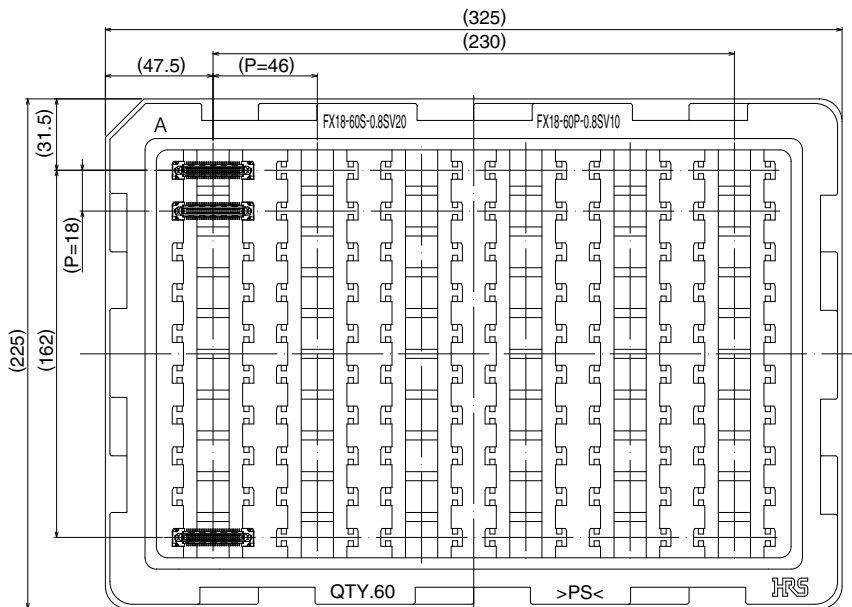 (325)
(230)
(47.5)
(P=46)
(31.5)
(P=18)
(162)
(225)
A
FX18-60S-0.8SV20
FX18-60P-0.8SV10
QTY.60
>PS<
HRS